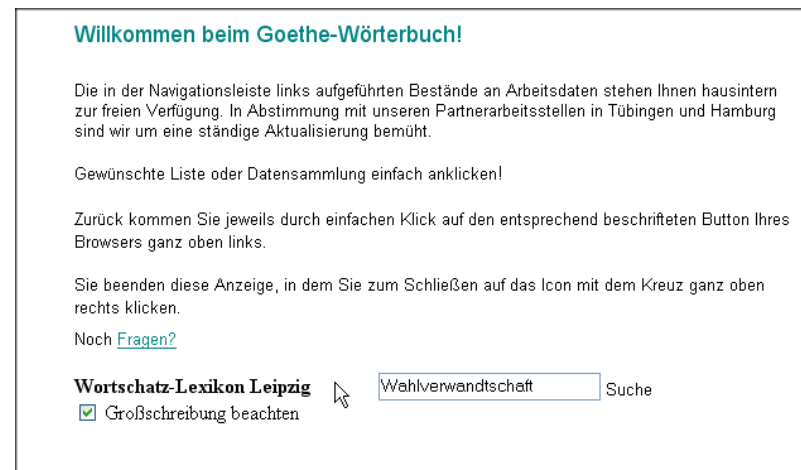 Willkommen beim Goethe-Wörterbuch!
Die in der Navigationsleiste links aufgeführten Bestände an Arbeitsdaten stehen Ihnen hausintern
zur freien Verfügung. In Abstimmung mit unseren Partnerarbeitsstellen in Tübingen und Hamburg
sind wir um eine ständige Aktualisierung bemüht.
Gewünschte Liste oder Datensammlung einfach anklicken!
Zurück kommen Sie jeweils durch einfachen Klick auf den entsprechend beschrifteten Button Ihres
Browsers ganz oben links.
Sie beenden diese Anzeige, in dem Sie zum Schließen auf das Icon mit dem Kreuz ganz oben
rechts klicken.
Noch Fragen?
Wortschatz-Lexikon Leipzig Wahlverwandtschaft Suche
Großschreibung beachten